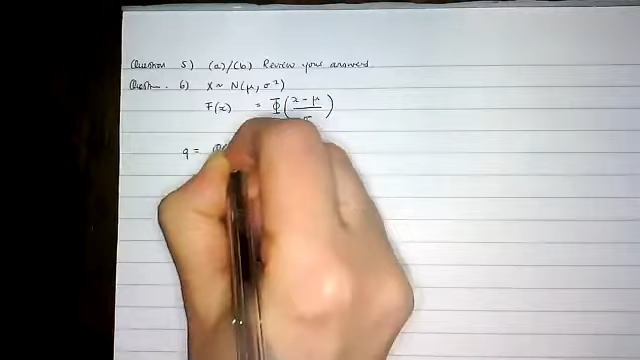 Question 5) (a)/(b) Review your answers
Question 6) X ~ N(μ, σ²)
F(x) = Φ(x - μ / σ)
q =